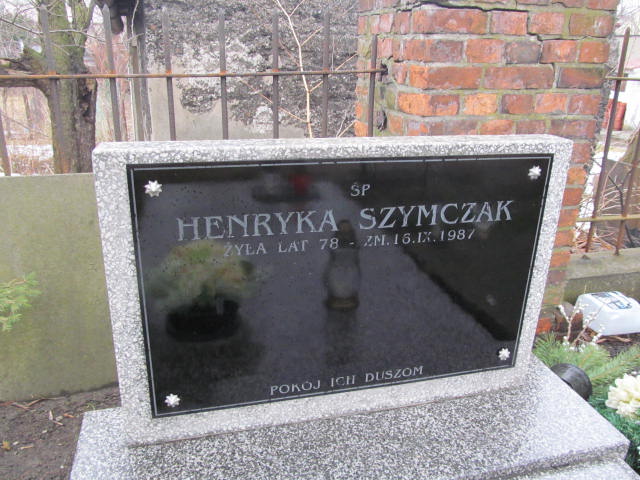 ŚP
HENRYKA SZYMCZAK
ŻYŁA LAT 78 - ZM. 16.IX.1987
POKÓJ ICH DUSZOM